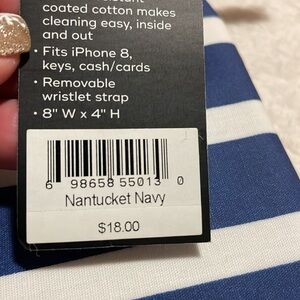 coated cotton makes
cleaning easy, inside
and out
• Fits iPhone 8,
keys, cash/cards
• Removable
wristlet strap
• 8" W x 4" H
6 98658 55013 0
Nantucket Navy
$18.00